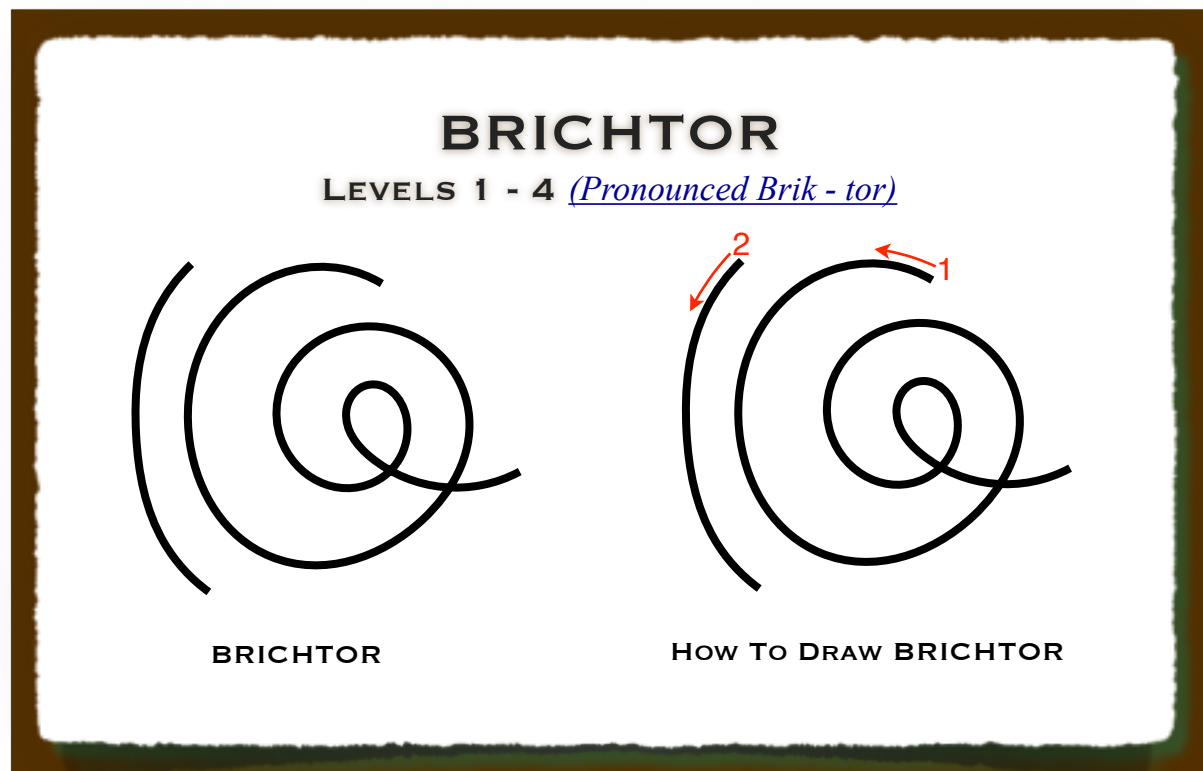 BRICHTOR
LEVELS 1 - 4 (Pronounced Brik - tor)
2
1
BRICHTOR
HOW TO DRAW BRICHTOR